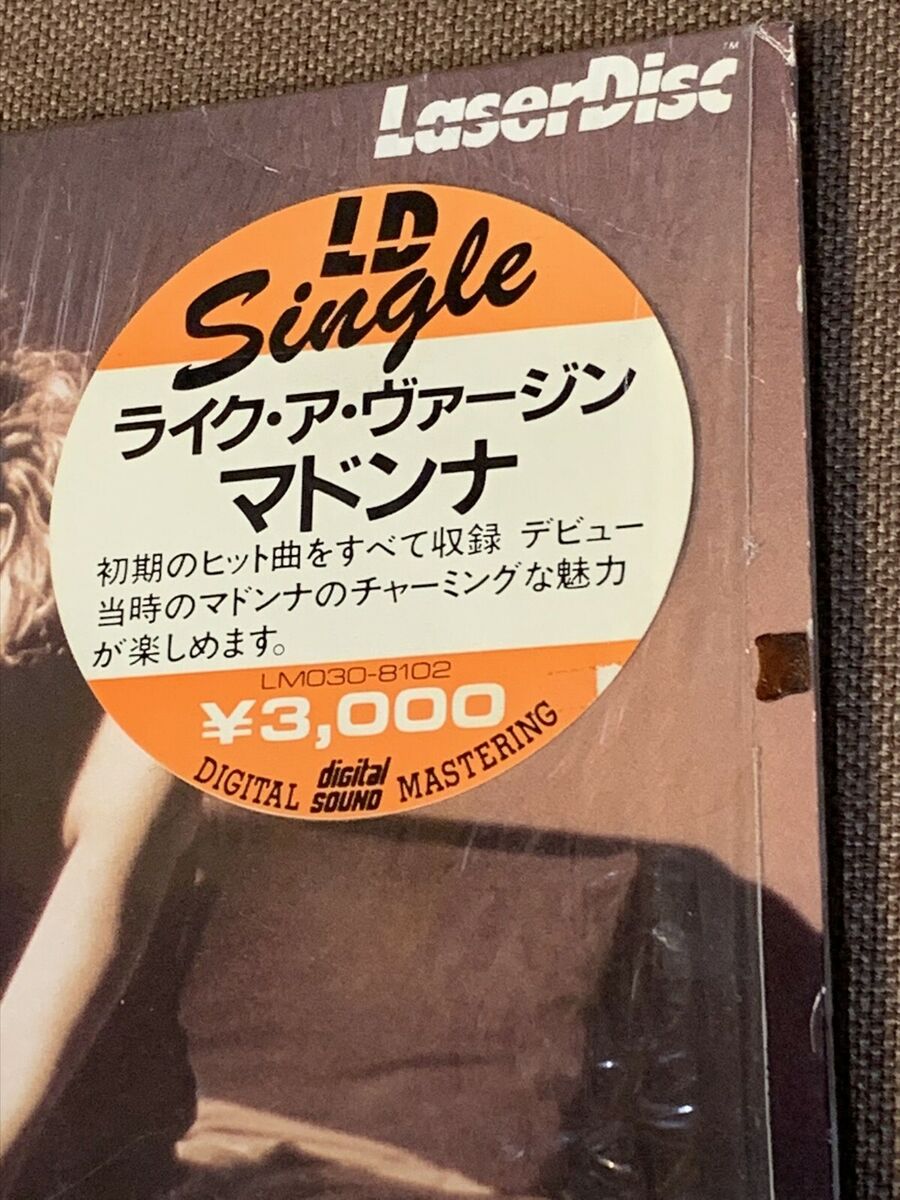 LaserDisc™
LD
Single
ライク・ア・ヴァージン
マドンナ
初期のヒット曲をすべて収録 デビュー
当時のマドンナのチャーミングな魅力
が楽しめます。
LM030-8102
¥3,000
DIGITAL digital SOUND MASTERING